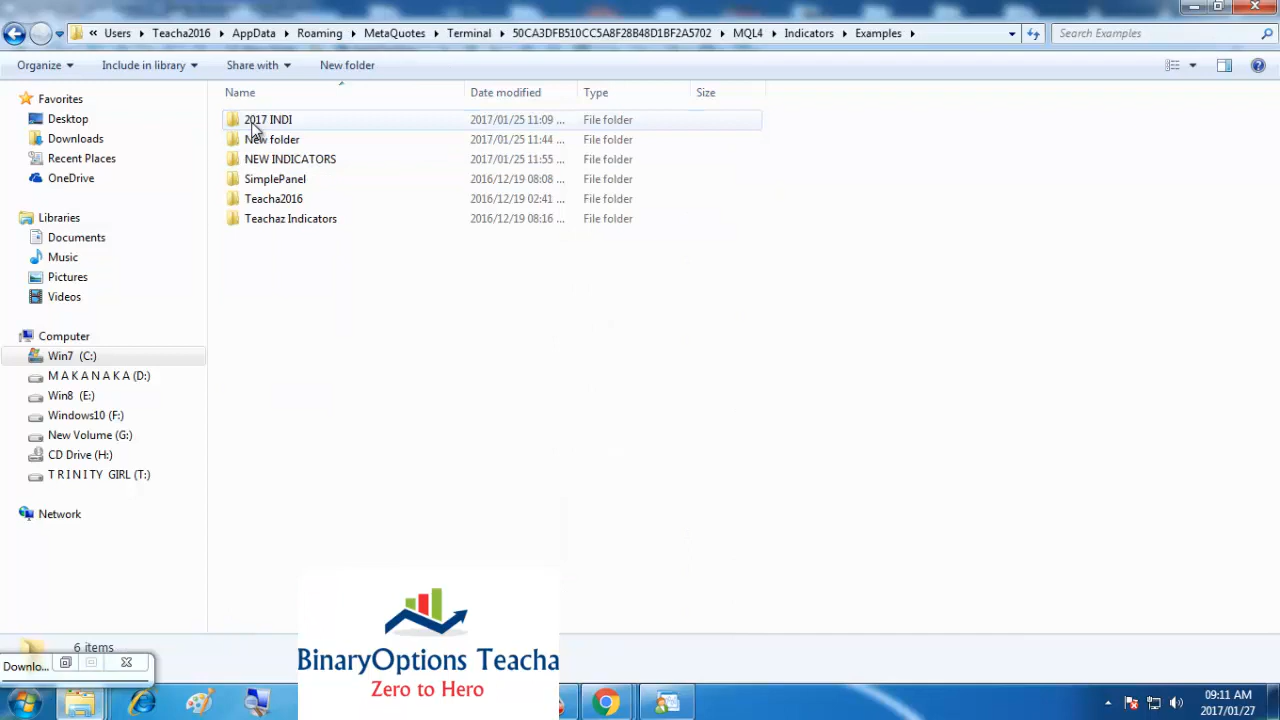 « Users Teacha2016 AppData Roaming MetaQuotes Terminal 50CA3DFB510CC5A8F28B48D1BF2A5702 MQL4 Indicators Examples Search Examples
Organize Include in library Share with New folder
Name Date modified Type Size
Favorites
Desktop
Downloads
Recent Places
OneDrive
Libraries
Documents
Music
Pictures
Videos
Computer
Win7 (C:)
M A K A N A K A (D:)
Win8 (E:)
Windows10 (F:)
New Volume (G:)
CD Drive (H:)
T R I N I T Y GIRL (T:)
Network
2017 INDI 2017/01/25 11:09 ... File folder
New folder 2017/01/25 11:44 ... File folder
NEW INDICATORS 2017/01/25 11:55 ... File folder
SimplePanel 2016/12/19 08:08 ... File folder
Teacha2016 2016/12/19 02:41 ... File folder
Teachaz Indicators 2016/12/19 08:16 ... File folder
6 items
Downlo...
BinaryOptions Teacha
Zero to Hero
09:11 AM
2017/01/27